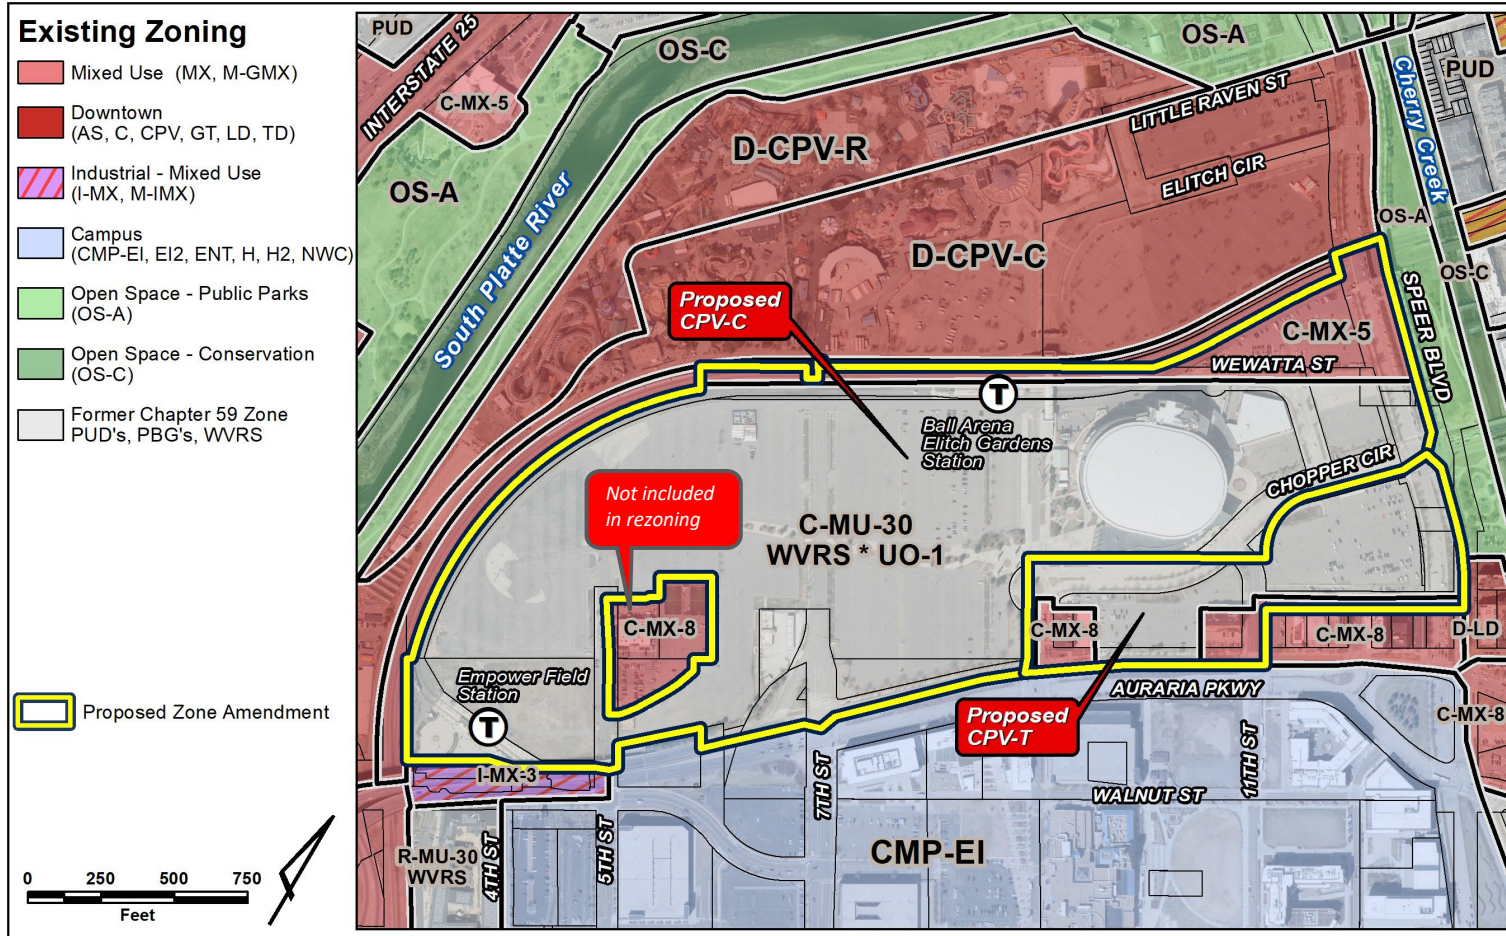 Existing Zoning
Mixed Use (MX, M-GMX)
Downtown
(AS, C, CPV, GT, LD, TD)
Industrial - Mixed Use
(I-MX, M-IMX)
Campus
(CMP-EI, EI2, ENT, H, H2, NWC)
Open Space - Public Parks
(OS-A)
Open Space - Conservation
(OS-C)
Former Chapter 59 Zone
PUD's, PBG's, WVRS
Proposed Zone Amendment
0 250 500 750
Feet
PUD
INTERSTATE 25
C-MX-5
OS-C
OS-A
PUD
Cherry Creek
LITTLE RAVEN ST
D-CPV-R
ELITCH CIR
OS-A
South Platte River
OS-A
D-CPV-C
OS-C
SPEER BLVD
Proposed
CPV-C
C-MX-5
WEWATTA ST
T
Ball Arena
Elitch Gardens
Station
CHOPPER CIR
Not included
in rezoning
C-MU-30
WVRS * UO-1
C-MX-8
C-MX-8
C-MX-8
D-LD
Empower Field
Station
T
AURARIA PKWY
Proposed
CPV-T
C-MX-8
I-MX-3
7TH ST
11TH ST
WALNUT ST
R-MU-30
WVRS
4TH ST
5TH ST
CMP-EI